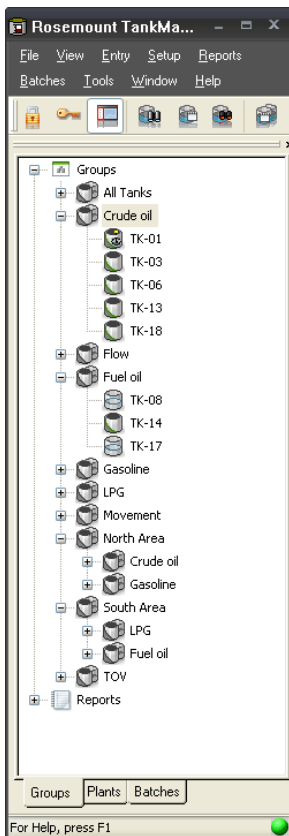 Rosemount TankMa...
File View Entry Setup Reports
Batches Tools Window Help
Groups
All Tanks
Crude oil
TK-01
TK-03
TK-06
TK-13
TK-18
Flow
Fuel oil
TK-08
TK-14
TK-17
Gasoline
LPG
Movement
North Area
Crude oil
Gasoline
South Area
LPG
Fuel oil
TOV
Reports
Groups Plants Batches
For Help, press F1